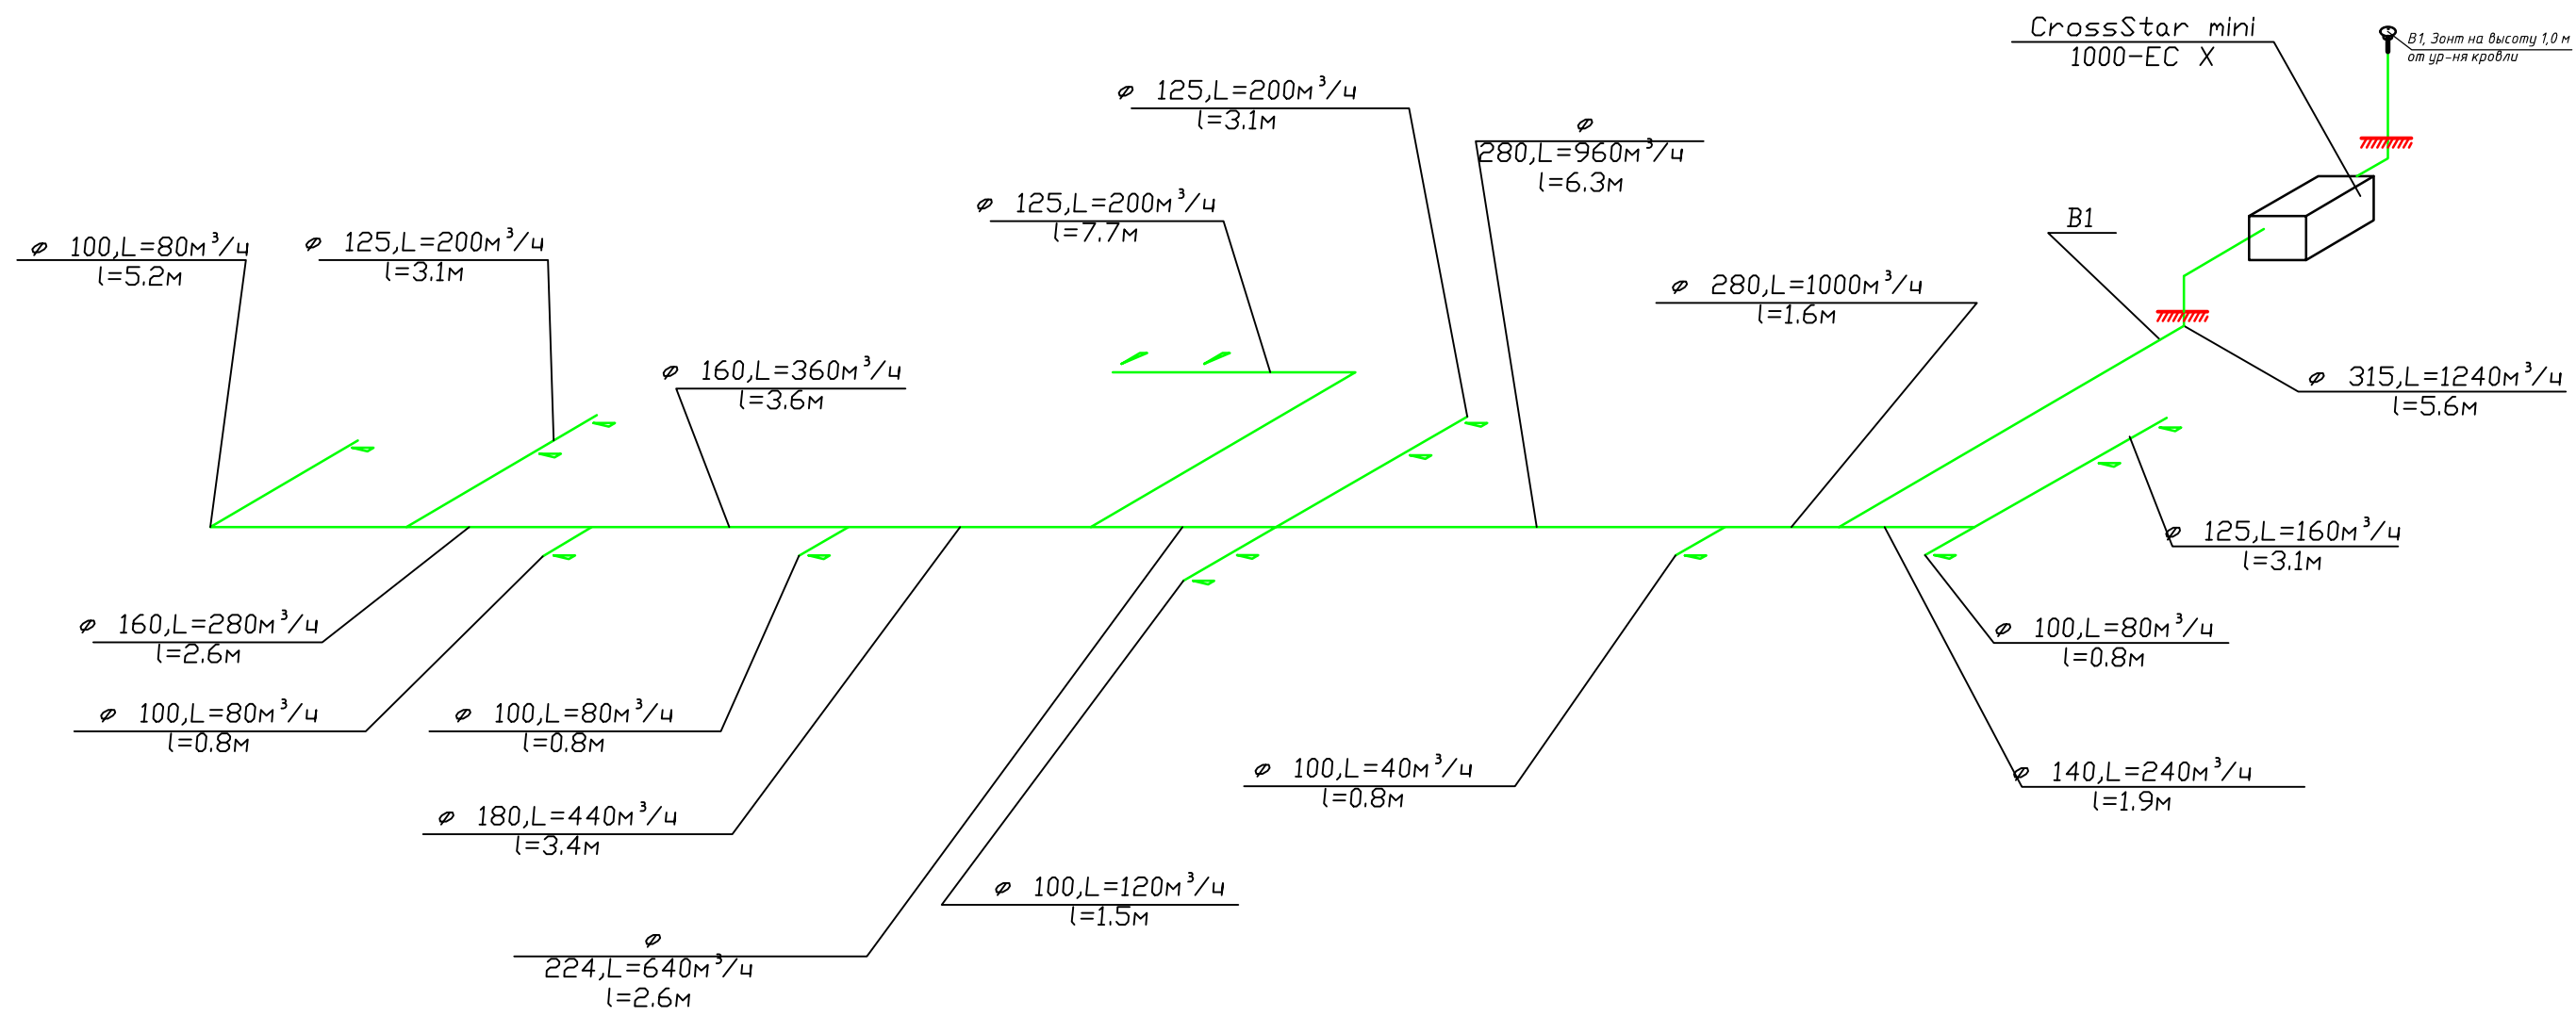 CrossStar mini
1000-EC X
В1, Зонт на высоту 1,0 м
от ур-ня кровли
⌀ 125,L=200м³/ч
l=3.1м
⌀
280,L=960м³/ч
l=6.3м
⌀ 125,L=200м³/ч
l=7.7м
В1
⌀ 100,L=80м³/ч
l=5.2м
⌀ 125,L=200м³/ч
l=3.1м
⌀ 280,L=1000м³/ч
l=1.6м
⌀ 160,L=360м³/ч
l=3.6м
⌀ 315,L=1240м³/ч
l=5.6м
⌀ 125,L=160м³/ч
l=3.1м
⌀ 160,L=280м³/ч
l=2.6м
⌀ 100,L=80м³/ч
l=0.8м
⌀ 100,L=80м³/ч
l=0.8м
⌀ 100,L=80м³/ч
l=0.8м
⌀ 100,L=40м³/ч
l=0.8м
⌀ 140,L=240м³/ч
l=1.9м
⌀ 180,L=440м³/ч
l=3.4м
⌀ 100,L=120м³/ч
l=1.5м
⌀
224,L=640м³/ч
l=2.6м